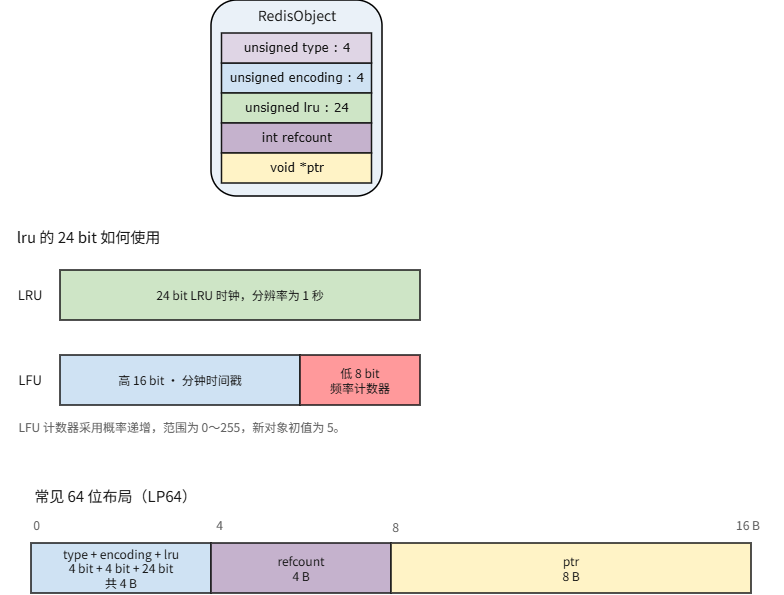 RedisObject
unsigned type : 4
unsigned encoding : 4
unsigned lru : 24
int refcount
void *ptr
lru 的 24 bit 如何使用
LRU
24 bit LRU 时钟，分辨率为 1 秒
LFU
高 16 bit · 分钟时间戳
低 8 bit
频率计数器
LFU 计数器采用概率递增，范围为 0～255，新对象初值为 5。
常见 64 位布局（LP64）
0
4
8
16 B
type + encoding + lru
4 bit + 4 bit + 24 bit
共 4 B
refcount
4 B
ptr
8 B